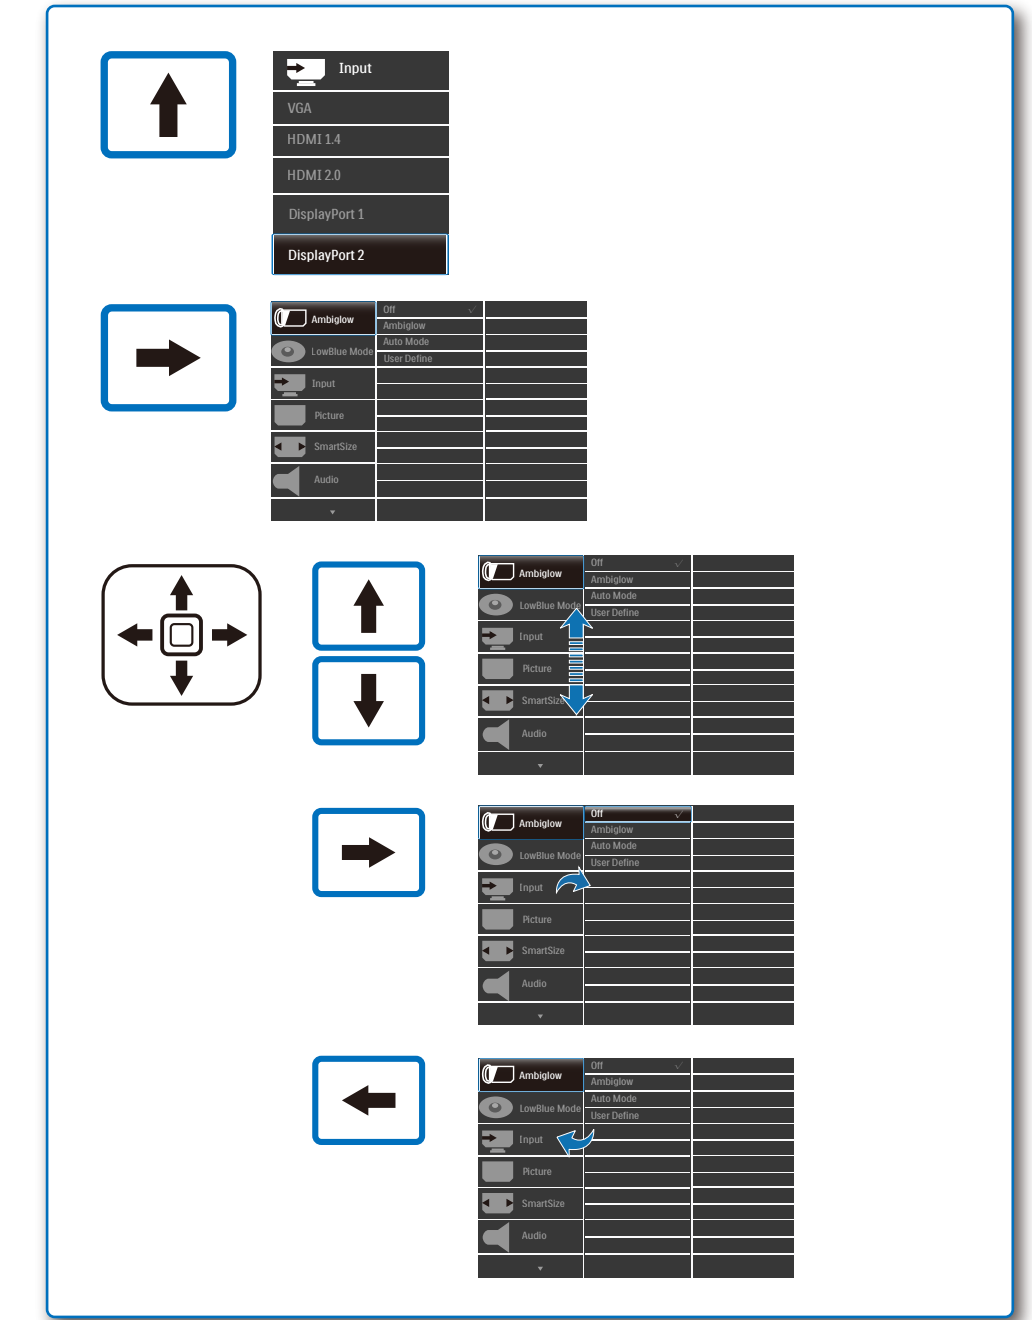 Input
VGA
HDMI 1.4
HDMI 2.0
DisplayPort 1
DisplayPort 2
Ambiglow
LowBlue Mode
Input
Picture
SmartSize
Audio
Off
Ambiglow
Auto Mode
User Define
Ambiglow
LowBlue Mode
Input
Picture
SmartSize
Audio
Off
Ambiglow
Auto Mode
User Define
Ambiglow
LowBlue Mode
Input
Picture
SmartSize
Audio
Off
Ambiglow
Auto Mode
User Define
Ambiglow
LowBlue Mode
Input
Picture
SmartSize
Audio
Off
Ambiglow
Auto Mode
User Define